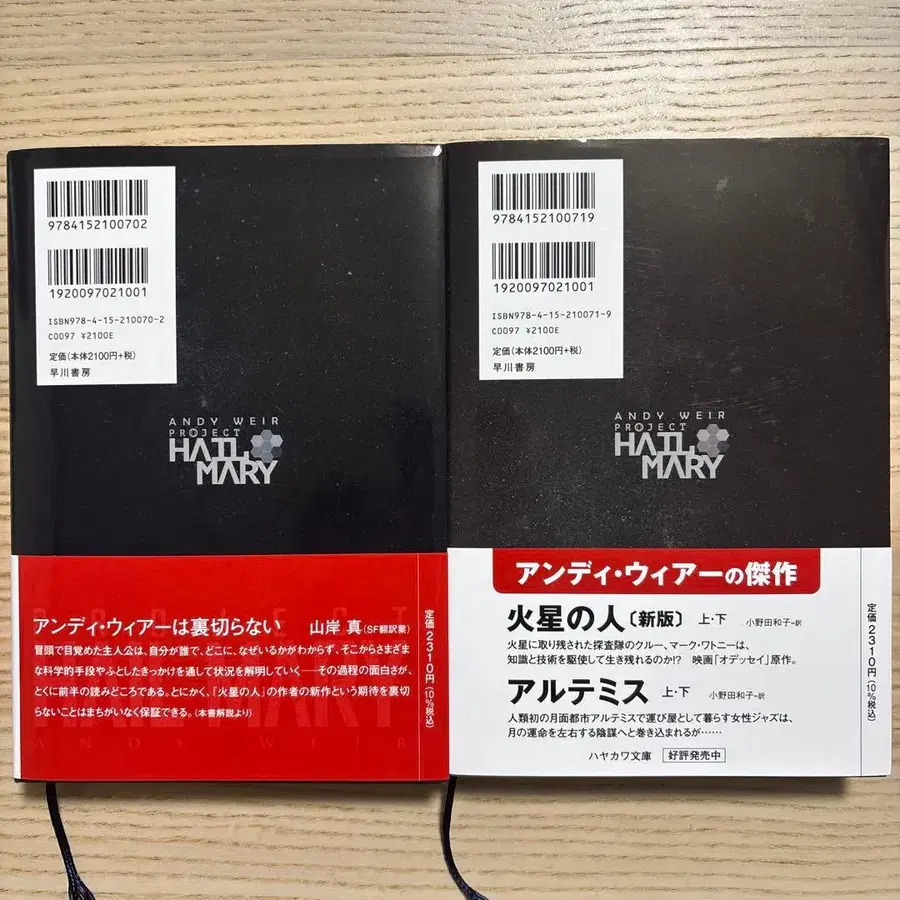 9784152100702
1920097021001
ISBN978-4-15-210070-2
C0097 ¥2100E
定価(本体2100円+税)
早川書房
ANDY WEIR
PROJECT
HAIL
MARY
アンディ・ウィアーは裏切らない 山岸 真(SF翻訳業)
冒頭で目覚めた主人公は、自分が誰で、どこに、なぜいるかがわからず、そこからさまざま
な科学的手段やふとしたきっかけを通して状況を解明していく——その過程の面白さが、
とくに前半の読みどころである。とにかく、『火星の人』の作者の新作という期待を裏切
らないことはまちがいなく保証できる。(本書解説より)
PROJECT
HAIL MARY
ANDY WEIR
定価2310円(10%税込)
9784152100719
1920097021001
ISBN978-4-15-210071-9
C0097 ¥2100E
定価(本体2100円+税)
早川書房
ANDY WEIR
PROJECT
HAIL
MARY
アンディ・ウィアーの傑作
火星の人〔新版〕 上・下 小野田和子=訳
火星に取り残された探査隊のクルー、マーク・ワトニーは、
知識と技術を駆使して生き残れるのか!? 映画「オデッセイ」原作。
アルテミス 上・下 小野田和子=訳
人類初の月面都市アルテミスで運び屋として暮らす女性ジャズは、
月の運命を左右する陰謀へと巻き込まれるが……
ハヤカワ文庫 好評発売中
定価2310円(10%税込)